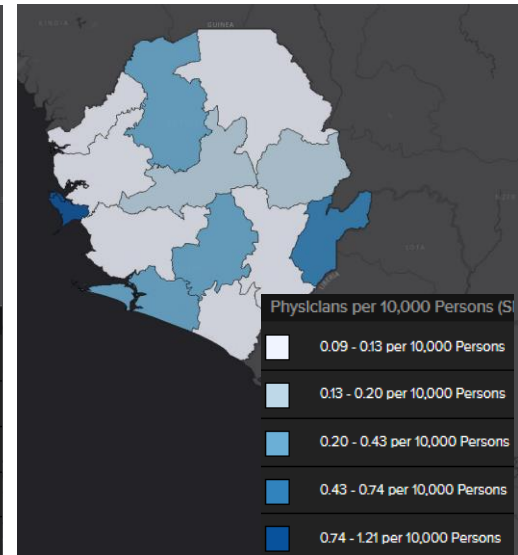 GUINEA
Physicians per 10,000 Persons (Sl
0.09 - 0.13 per 10,000 Persons
0.13 - 0.20 per 10,000 Persons
0.20 - 0.43 per 10,000 Persons
0.43 - 0.74 per 10,000 Persons
0.74 - 1.21 per 10,000 Persons